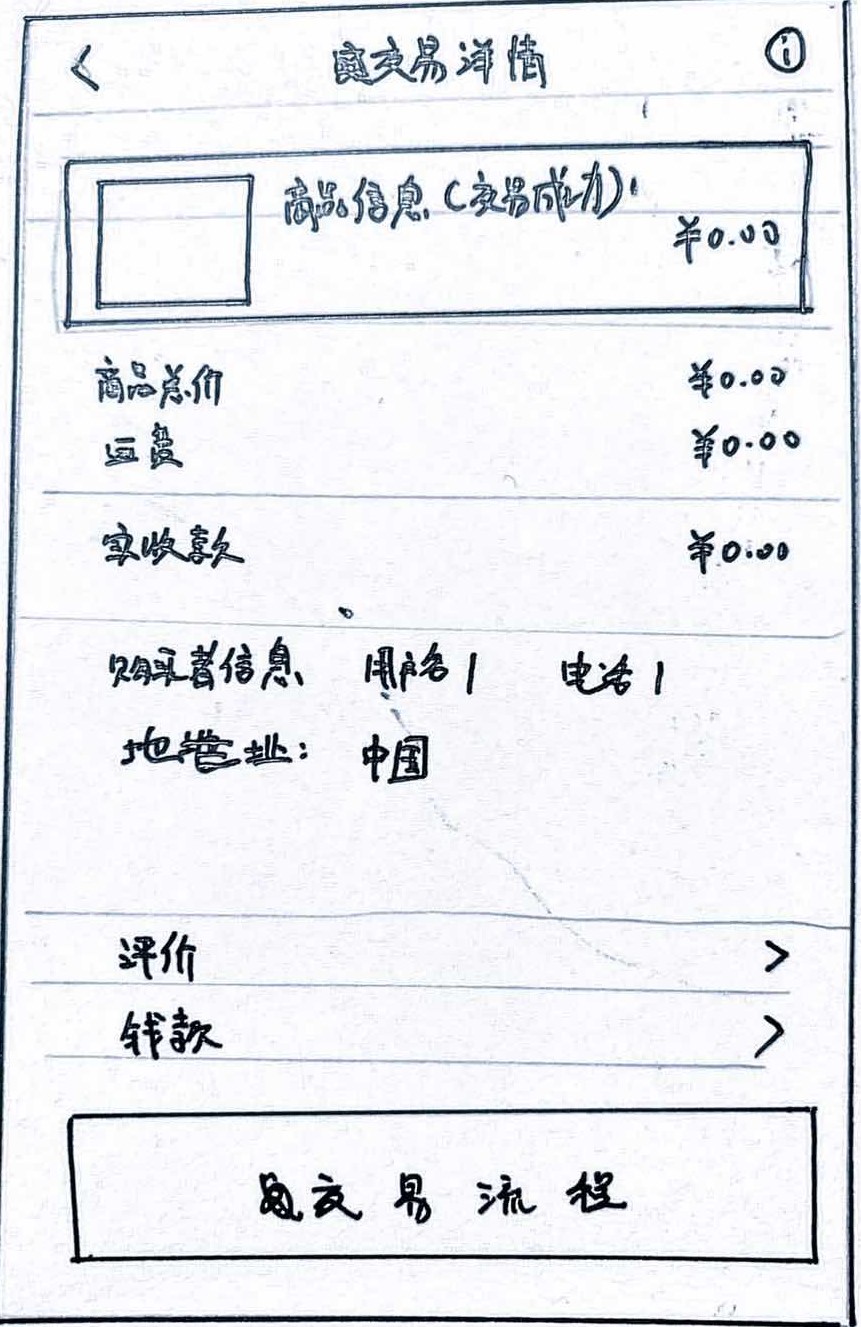 交易详情
商品信息(交易成功)
¥0.00
商品总价 ¥0.00
运费 ¥0.00
实收款 ¥0.00
购买者信息 用户名1 电话1
地址: 中国
评价 >
钱款 >
交易流程